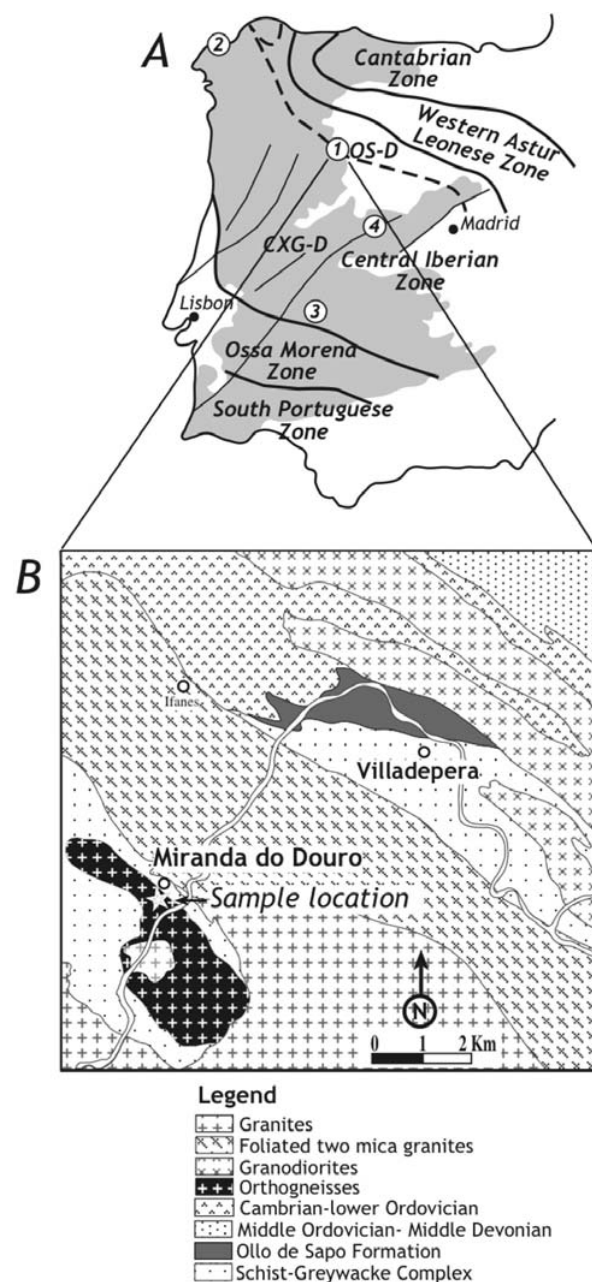 A
2
Cantabrian
Zone
Western Astur
Leonese Zone
1
OS-D
4
Madrid
CXG-D
Central Iberian
Zone
Lisbon
3
Ossa Morena
Zone
South Portuguese
Zone
B
Ifanes
Villadepera
Miranda do Douro
Sample location
N
0 1 2 Km
Legend
Granites
Foliated two mica granites
Granodiorites
Orthogneisses
Cambrian-lower Ordovician
Middle Ordovician- Middle Devonian
Ollo de Sapo Formation
Schist-Greywacke Complex